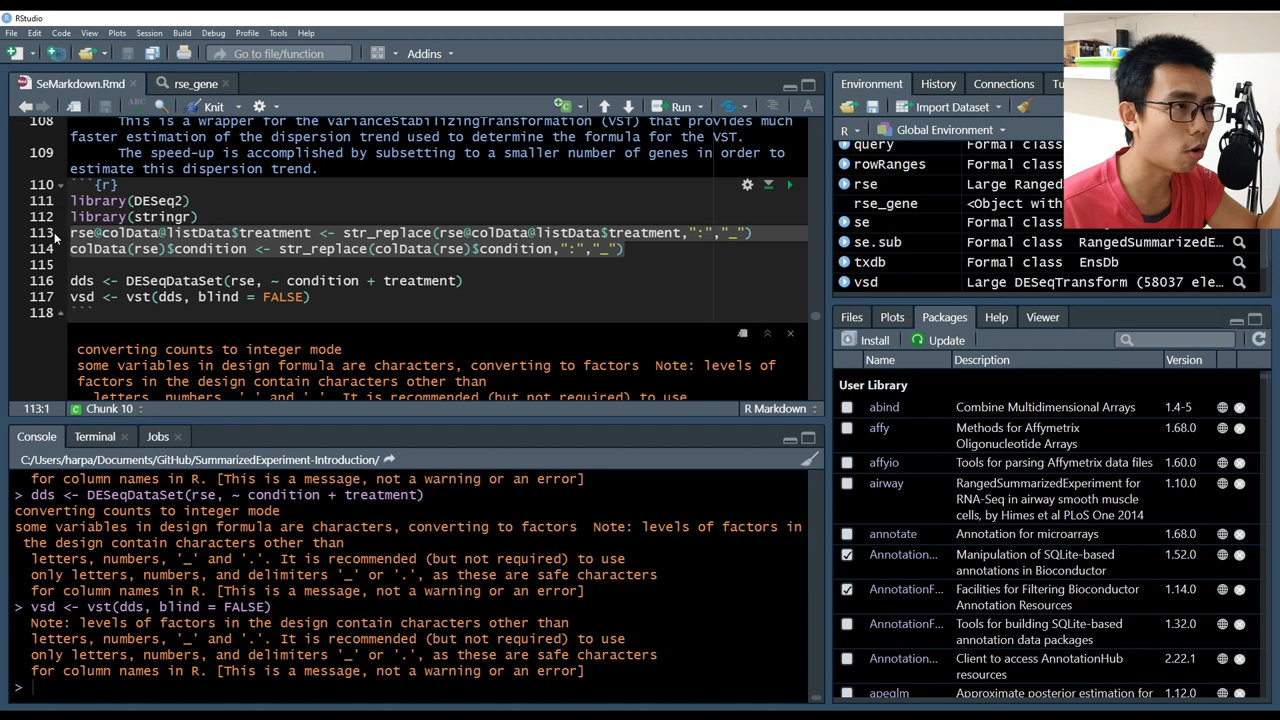 RStudio
File Edit Code View Plots Session Build Debug Profile Tools Help
Go to file/function Addins
SeMarkdown.Rmd rse_gene
ABC Knit Run
108 This is a wrapper for the varianceStabilizingTransformation (VST) that provides much
faster estimation of the dispersion trend used to determine the formula for the VST.
109 The speed-up is accomplished by subsetting to a smaller number of genes in order to
estimate this dispersion trend.
110 ```{r}
111 library(DESeq2)
112 library(stringr)
113 rse@colData@listData$treatment <- str_replace(rse@colData@listData$treatment,":","_")
114 colData(rse)$condition <- str_replace(colData(rse)$condition,":","_")
115
116 dds <- DESeqDataSet(rse, ~ condition + treatment)
117 vsd <- vst(dds, blind = FALSE)
118 ```
converting counts to integer mode
some variables in design formula are characters, converting to factors  Note: levels of
factors in the design contain characters other than
letters, numbers, '_' and '.'. It is recommended (but not required) to use
113:1 Chunk 10 R Markdown
Console Terminal Jobs
C:/Users/harpa/Documents/GitHub/SummarizedExperiment-Introduction/
for column names in R. [This is a message, not a warning or an error]
> dds <- DESeqDataSet(rse, ~ condition + treatment)
converting counts to integer mode
some variables in design formula are characters, converting to factors  Note: levels of factors in
the design contain characters other than
letters, numbers, '_' and '.'. It is recommended (but not required) to use
only letters, numbers, and delimiters '_' or '.', as these are safe characters
for column names in R. [This is a message, not a warning or an error]
> vsd <- vst(dds, blind = FALSE)
Note: levels of factors in the design contain characters other than
letters, numbers, '_' and '.'. It is recommended (but not required) to use
only letters, numbers, and delimiters '_' or '.', as these are safe characters
for column names in R. [This is a message, not a warning or an error]
>
Environment History Connections Tu
Import Dataset
R Global Environment
query Formal class
rowRanges Formal class
rse Large Ranged
rse_gene <Object with
se Formal class
se.sub RangedSummarizedE...
txdb EnsDb
vsd Large DESeqTransform (58037 ele...
Files Plots Packages Help Viewer
Install Update
Name Description Version
User Library
abind Combine Multidimensional Arrays 1.4-5
affy Methods for Affymetrix Oligonucleotide Arrays 1.68.0
affyio Tools for parsing Affymetrix data files 1.60.0
airway RangedSummarizedExperiment for RNA-Seq in airway smooth muscle cells, by Himes et al PLoS One 2014 1.10.0
annotate Annotation for microarrays 1.68.0
Annotation... Manipulation of SQLite-based annotations in Bioconductor 1.52.0
AnnotationF... Facilities for Filtering Bioconductor Annotation Resources 1.14.0
AnnotationF... Tools for building SQLite-based annotation data packages 1.32.0
Annotation... Client to access AnnotationHub resources 2.22.1
apeglm Approximate posterior estimation for 1.12.0